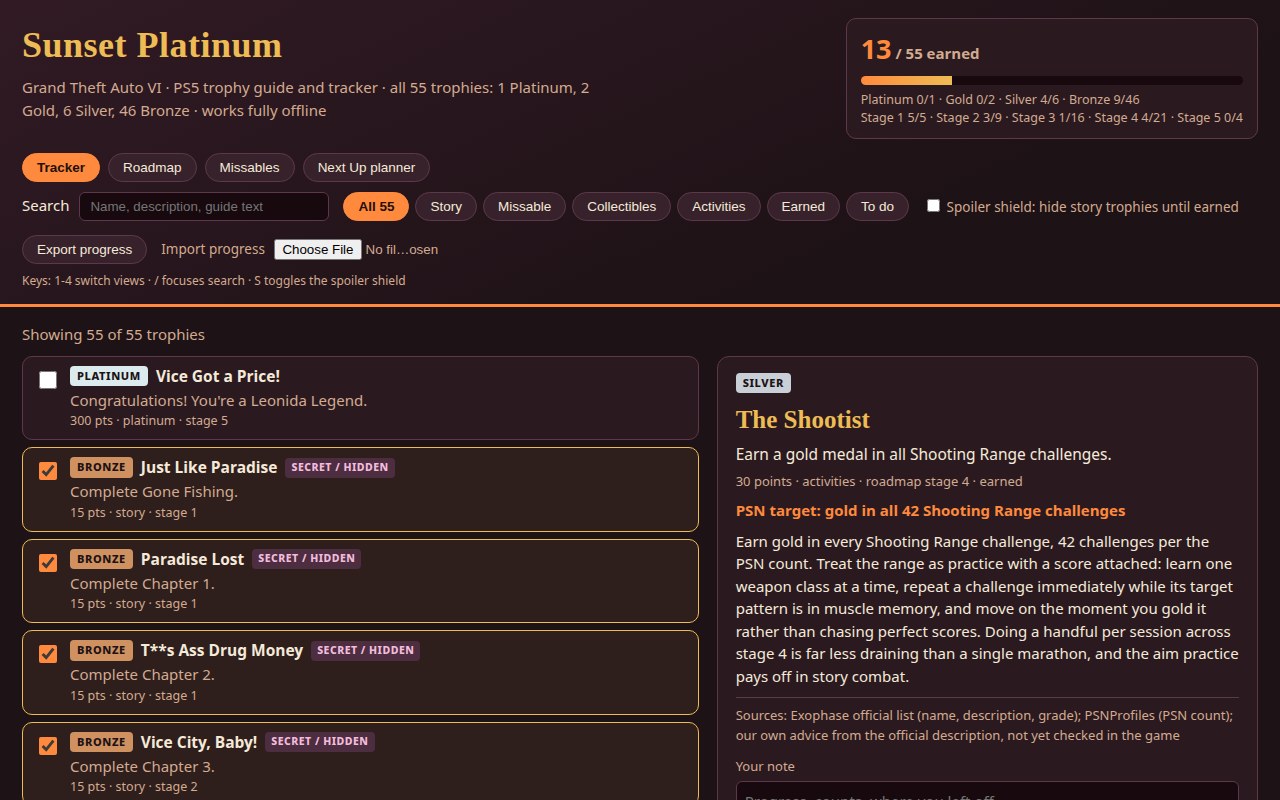 Sunset Platinum
Grand Theft Auto VI · PS5 trophy guide and tracker · all 55 trophies: 1 Platinum, 2
Gold, 6 Silver, 46 Bronze · works fully offline
13 / 55 earned
Platinum 0/1 · Gold 0/2 · Silver 4/6 · Bronze 9/46
Stage 1 5/5 · Stage 2 3/9 · Stage 3 1/16 · Stage 4 4/21 · Stage 5 0/4
Tracker Roadmap Missables Next Up planner
Search Name, description, guide text All 55 Story Missable Collectibles Activities Earned To do Spoiler shield: hide story trophies until earned
Export progress Import progress Choose File No fil…osen
Keys: 1-4 switch views · / focuses search · S toggles the spoiler shield
Showing 55 of 55 trophies
PLATINUM Vice Got a Price!
Congratulations! You're a Leonida Legend.
300 pts · platinum · stage 5
BRONZE Just Like Paradise SECRET / HIDDEN
Complete Gone Fishing.
15 pts · story · stage 1
BRONZE Paradise Lost SECRET / HIDDEN
Complete Chapter 1.
15 pts · story · stage 1
BRONZE T**s Ass Drug Money SECRET / HIDDEN
Complete Chapter 2.
15 pts · story · stage 1
BRONZE Vice City, Baby! SECRET / HIDDEN
Complete Chapter 3.
15 pts · story · stage 2
SILVER
The Shootist
Earn a gold medal in all Shooting Range challenges.
30 points · activities · roadmap stage 4 · earned
PSN target: gold in all 42 Shooting Range challenges
Earn gold in every Shooting Range challenge, 42 challenges per the
PSN count. Treat the range as practice with a score attached: learn one
weapon class at a time, repeat a challenge immediately while its target
pattern is in muscle memory, and move on the moment you gold it
rather than chasing perfect scores. Doing a handful per session across
stage 4 is far less draining than a single marathon, and the aim practice
pays off in story combat.
Sources: Exophase official list (name, description, grade); PSNProfiles (PSN count);
our own advice from the official description, not yet checked in the game
Your note
Progress, counts, where you left off